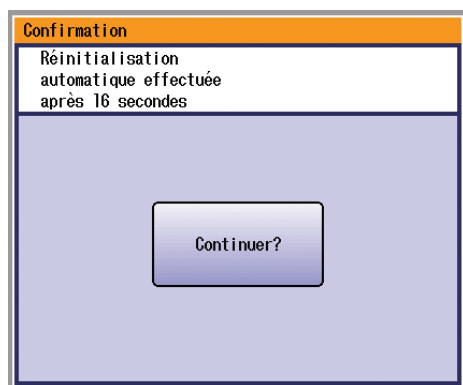 Confirmation
Réinitialisation
automatique effectuée
après 16 secondes
Continuer?